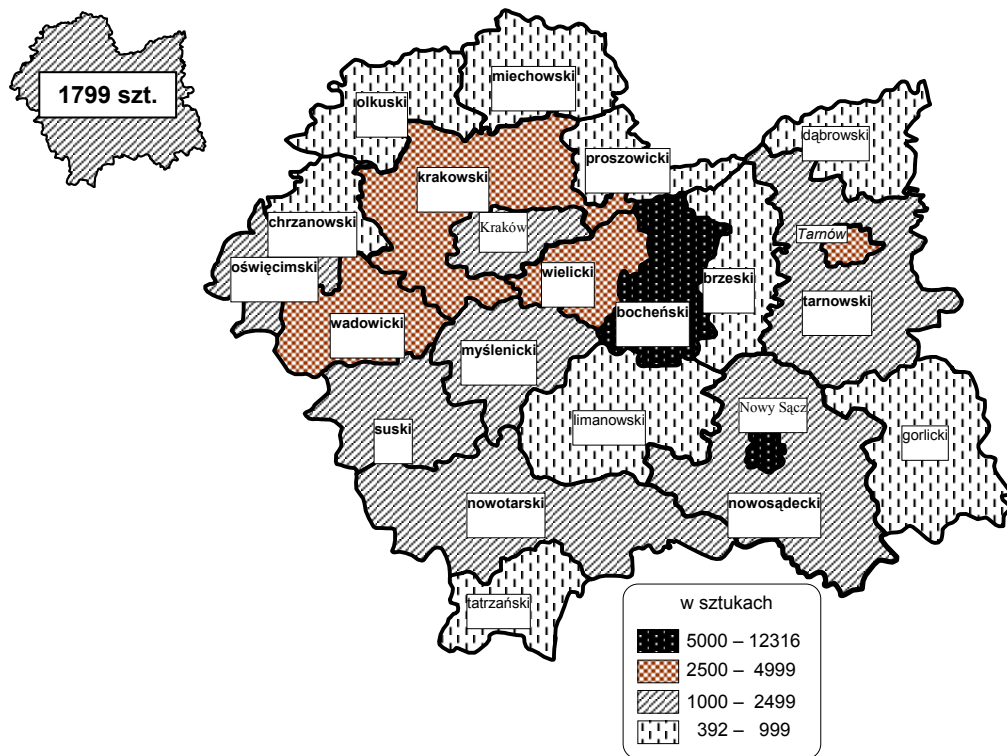 1799 szt.
miechowski
olkuski
dąbrowski
proszowicki
krakowski
chrzanowski
Kraków
Tarnów
oświęcimski
wielicki
brzeski
wadowicki
bocheński
tarnowski
myślenicki
limanowski
Nowy Sącz
suski
gorlicki
nowotarski
nowosądecki
tatrzański
w sztukach
5000 – 12316
2500 – 4999
1000 – 2499
392 – 999